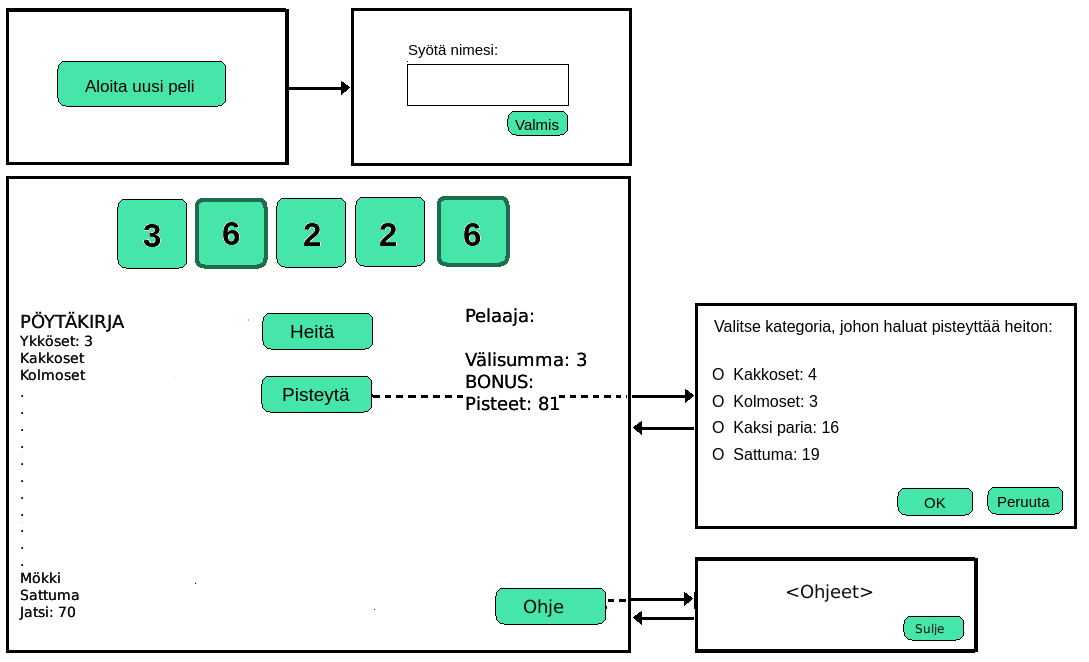 Aloita uusi peli
Syötä nimesi:
Valmis
3 6 2 2 6
PÖYTÄKIRJA
Ykköset: 3
Kakkoset
Kolmoset
.
.
.
.
.
.
.
.
.
.
.
Mökki
Sattuma
Jatsi: 70
Heitä
Pisteytä
Pelaaja:
Välisumma: 3
BONUS:
Pisteet: 81
Ohje
Valitse kategoria, johon haluat pisteyttää heiton:
O Kakkoset: 4
O Kolmoset: 3
O Kaksi paria: 16
O Sattuma: 19
OK
Peruuta
<Ohjeet>
Sulje